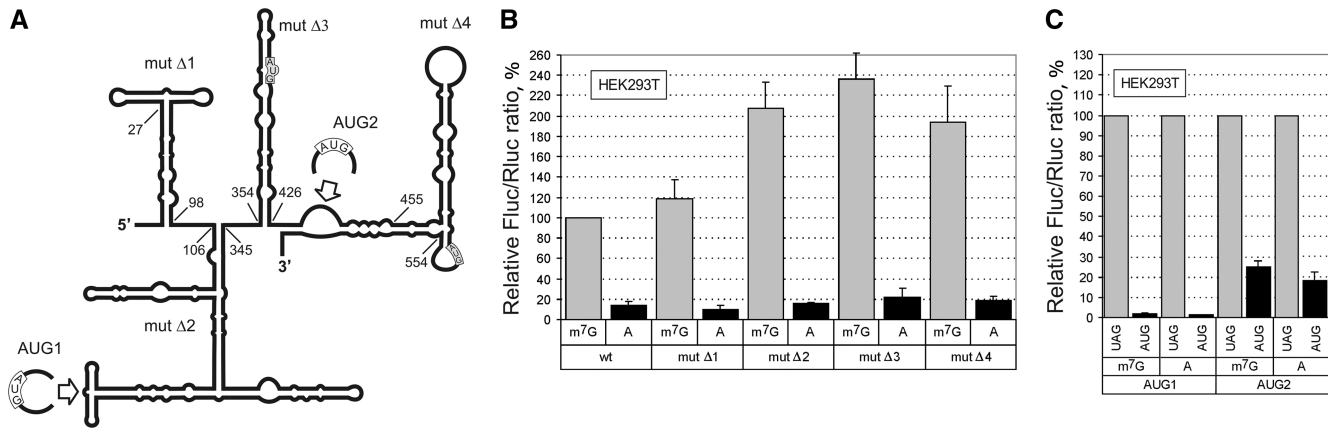 A
mut Δ1
mut Δ3
mut Δ4
AUG
27
AUG2
AUG
98
354
426
455
5'
106
345
3'
554
AUG
mut Δ2
AUG1
AUG
B
Relative Fluc/Rluc ratio, %
260
240
220
200
180
160
140
120
100
80
60
40
20
0
HEK293T
m7G A m7G A m7G A m7G A m7G A
wt mut Δ1 mut Δ2 mut Δ3 mut Δ4
C
Relative Fluc/Rluc ratio, %
130
120
110
100
90
80
70
60
50
40
30
20
10
0
HEK293T
UAG AUG UAG AUG UAG AUG UAG AUG
m7G A m7G A
AUG1 AUG2